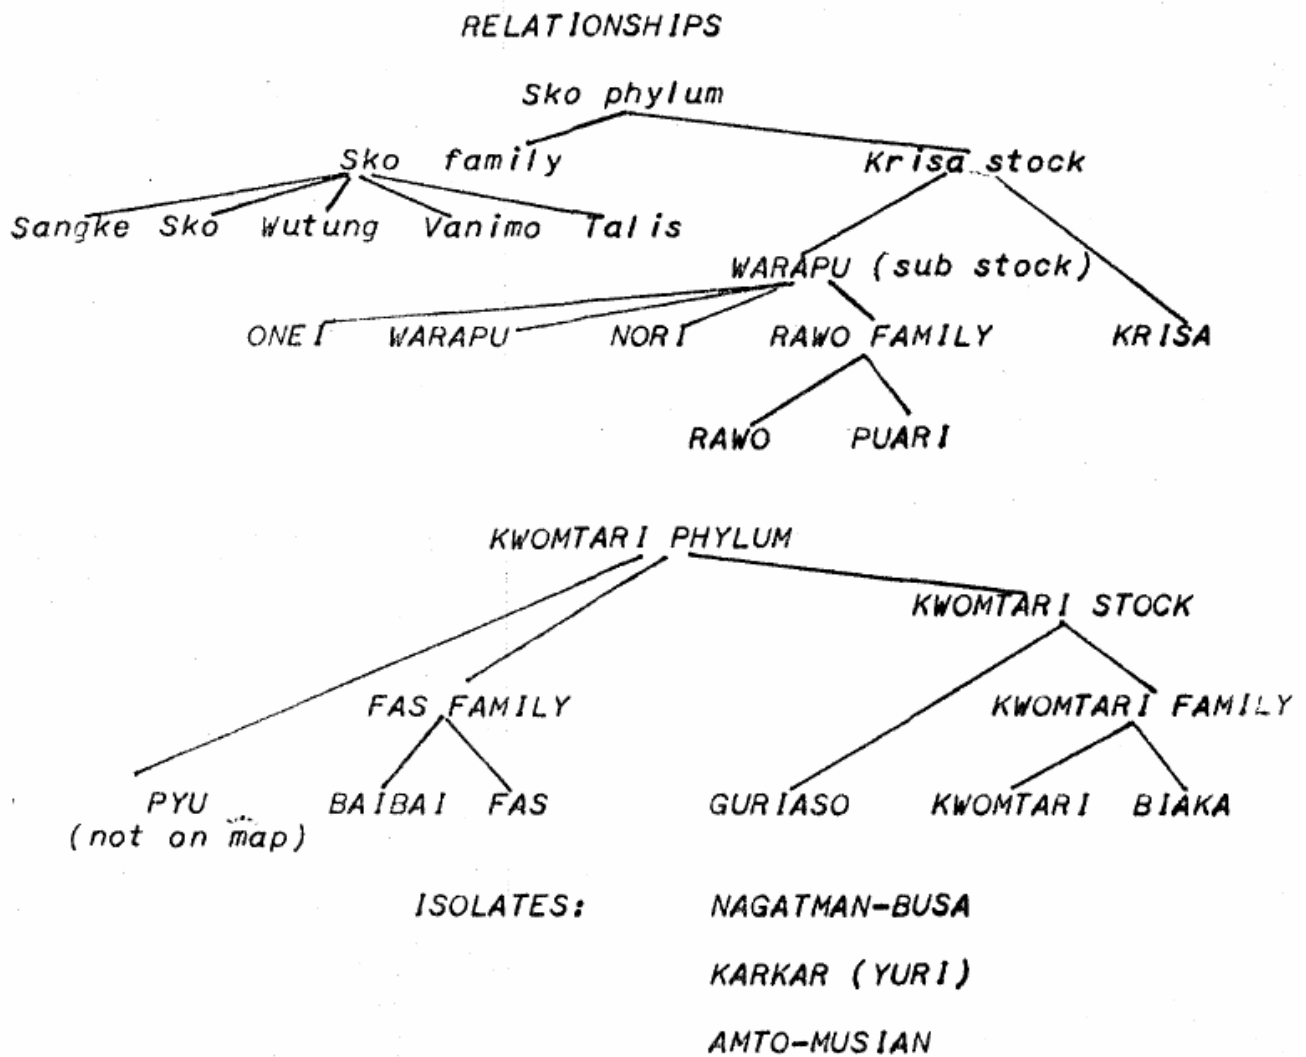 RELATIONSHIPS
Sko phylum
Sko family Krisa stock
Sangke Sko Wutung Vanimo Talis
WARAPU (sub stock)
ONEI WARAPU NORI RAWO FAMILY KRISA
RAWO PUARI
KWOMTARI PHYLUM
KWOMTARI STOCK
FAS FAMILY KWOMTARI FAMILY
PYU BAIBAI FAS GURIASO KWOMTARI BIAKA
(not on map)
ISOLATES: NAGATMAN-BUSA
KARKAR (YURI)
AMTO-MUSIAN